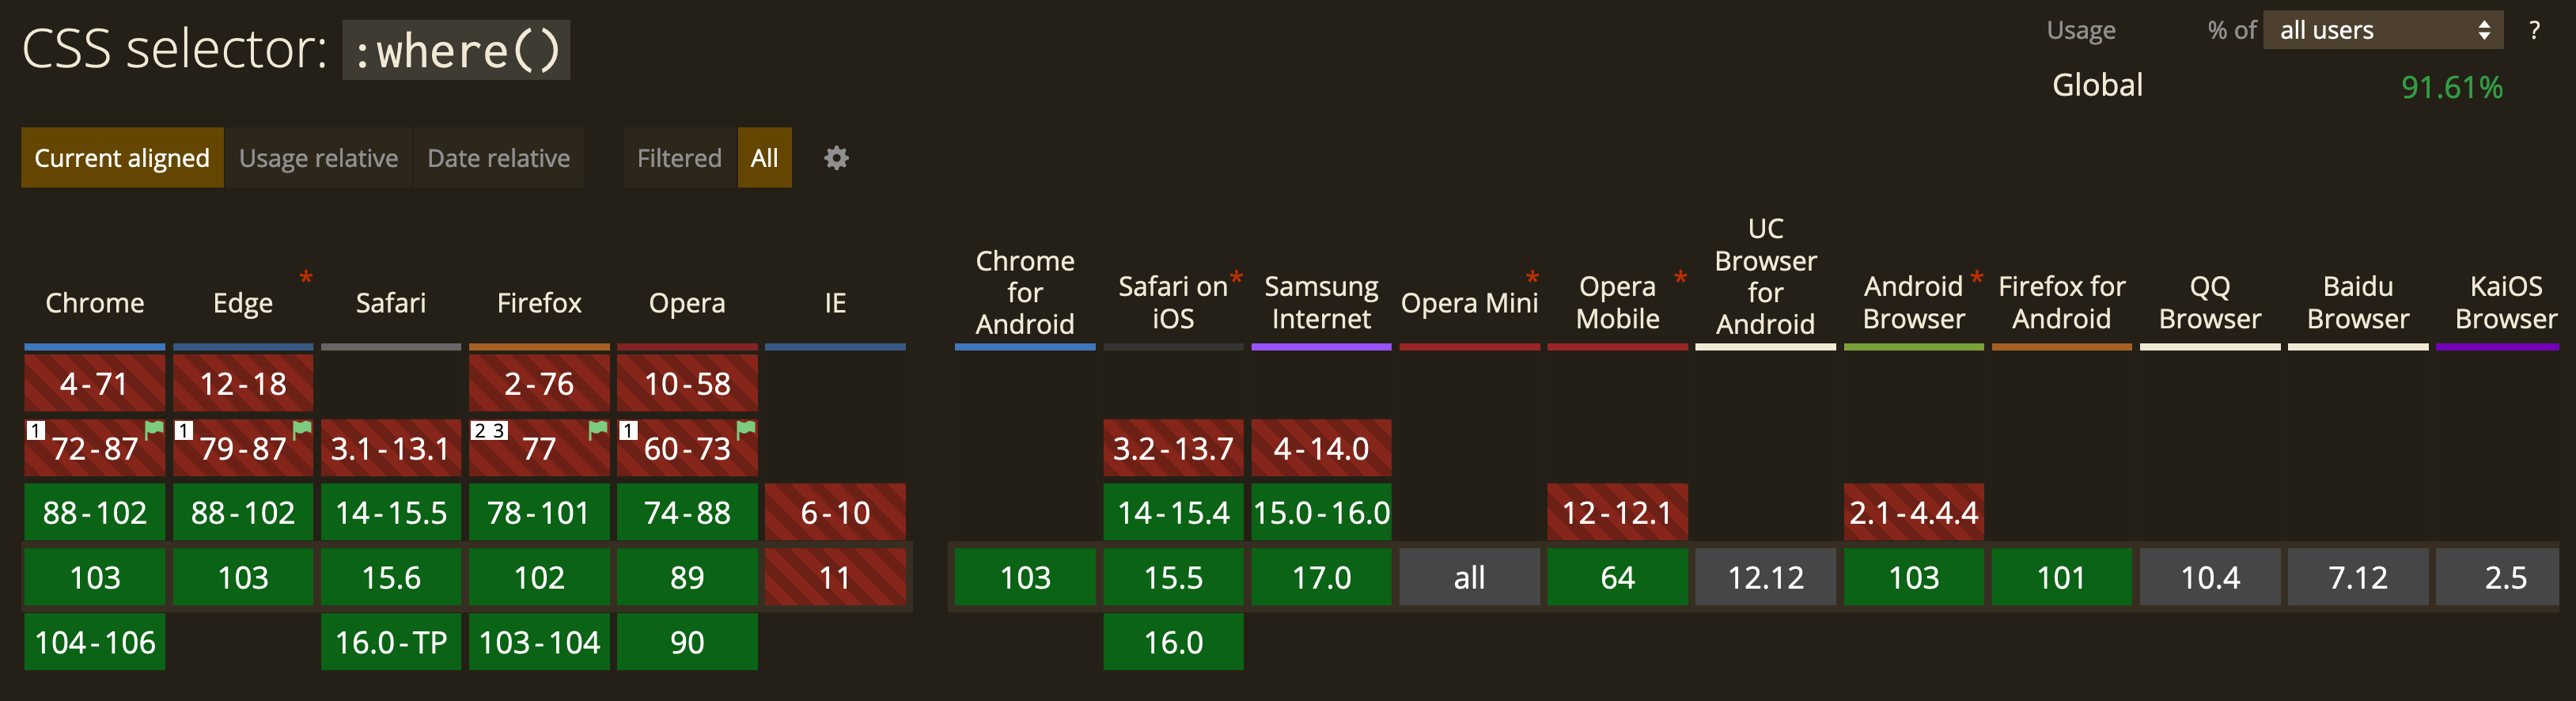 CSS selector: :where()
Usage % of all users ?
Global 91.61%
Current aligned Usage relative Date relative Filtered All
Chrome
Edge *
Safari
Firefox
Opera
IE
Chrome
for
Android
Safari on *
iOS
Samsung
Internet
Opera Mini *
Opera *
Mobile
UC
Browser
for
Android
Android *
Browser
Firefox for
Android
QQ
Browser
Baidu
Browser
KaiOS
Browser
4-71 12-18 2-76 10-58
1 72-87 1 79-87 3.1-13.1 2 3 77 1 60-73 3.2-13.7 4-14.0
88-102 88-102 14-15.5 78-101 74-88 6-10 14-15.4 15.0-16.0 12-12.1 2.1-4.4.4
103 103 15.6 102 89 11 103 15.5 17.0 all 64 12.12 103 101 10.4 7.12 2.5
104-106 16.0-TP 103-104 90 16.0